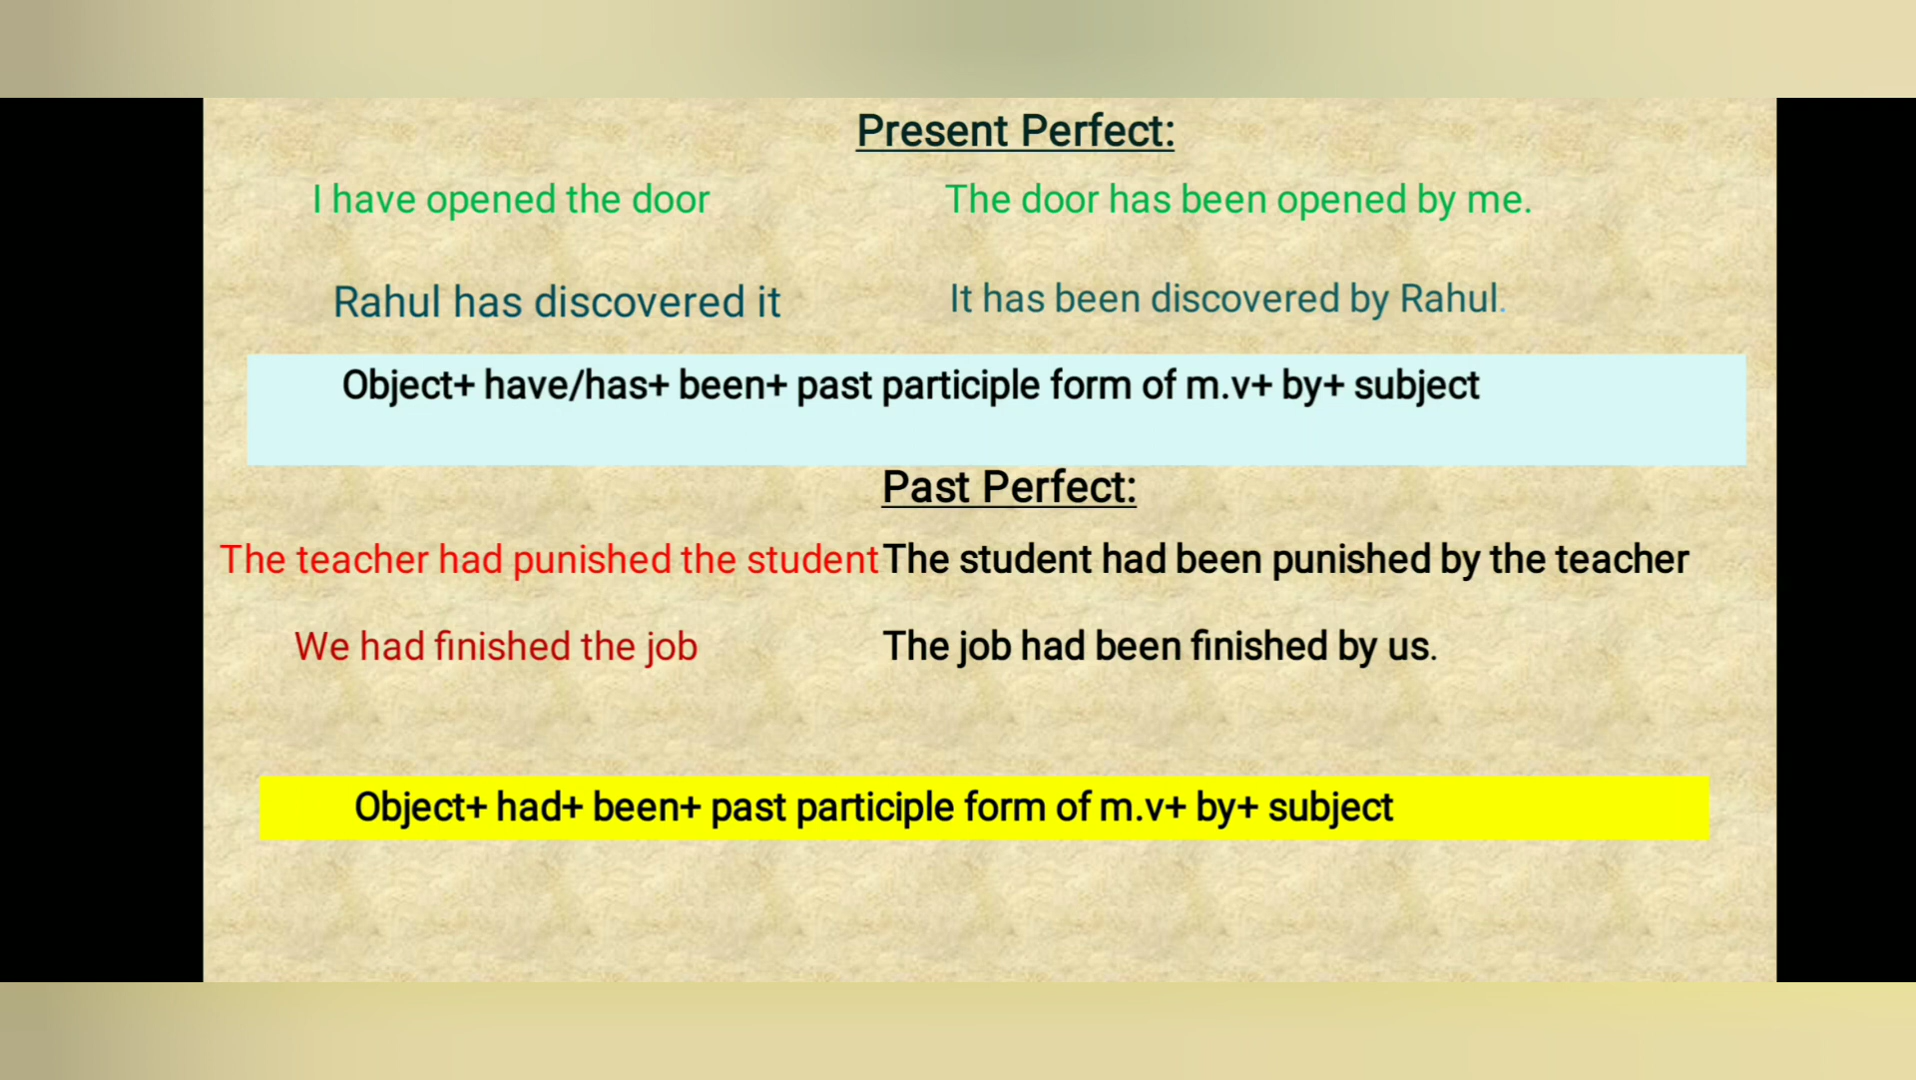 Present Perfect:
I have opened the door The door has been opened by me.
Rahul has discovered it It has been discovered by Rahul.
Object+ have/has+ been+ past participle form of m.v+ by+ subject
Past Perfect:
The teacher had punished the student The student had been punished by the teacher
We had finished the job The job had been finished by us.
Object+ had+ been+ past participle form of m.v+ by+ subject